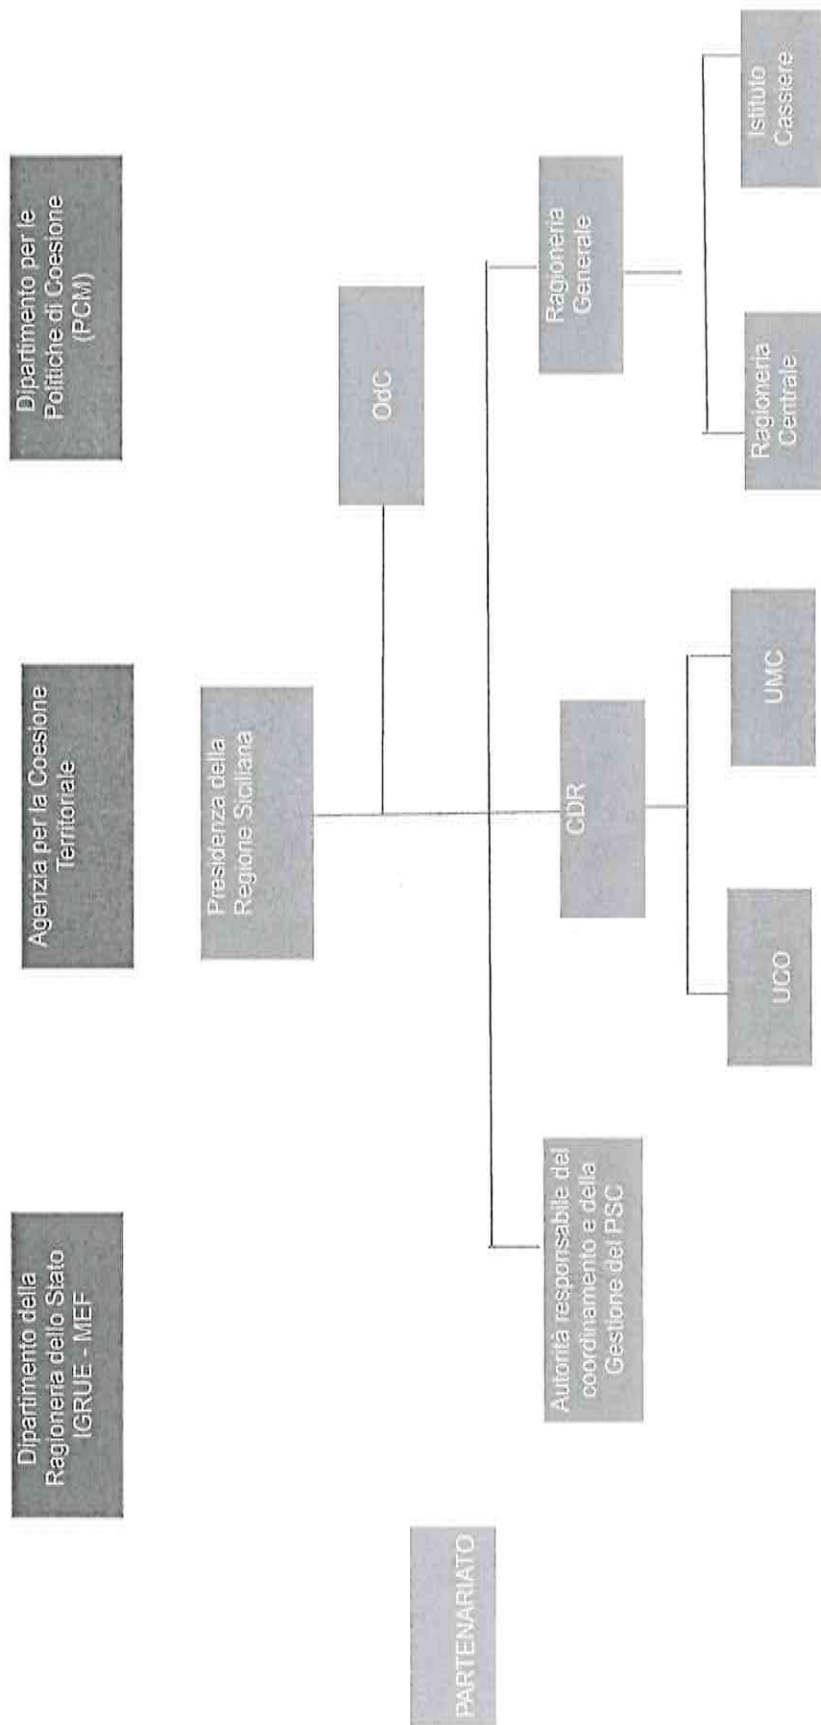 Dipartimento della
Ragioneria dello Stato
IGRUE - MEF
Agenzia per la Coesione
Territoriale
Dipartimento per le
Politiche di Coesione
(PCM)
Presidenza della
Regione Siciliana
OdC
PARTENARIATO
Autorità responsabile del
coordinamento e della
Gestione del PSC
CDR
Ragioneria
Generale
UCO
UMC
Ragioneria
Centrale
Istituto
Cassiere